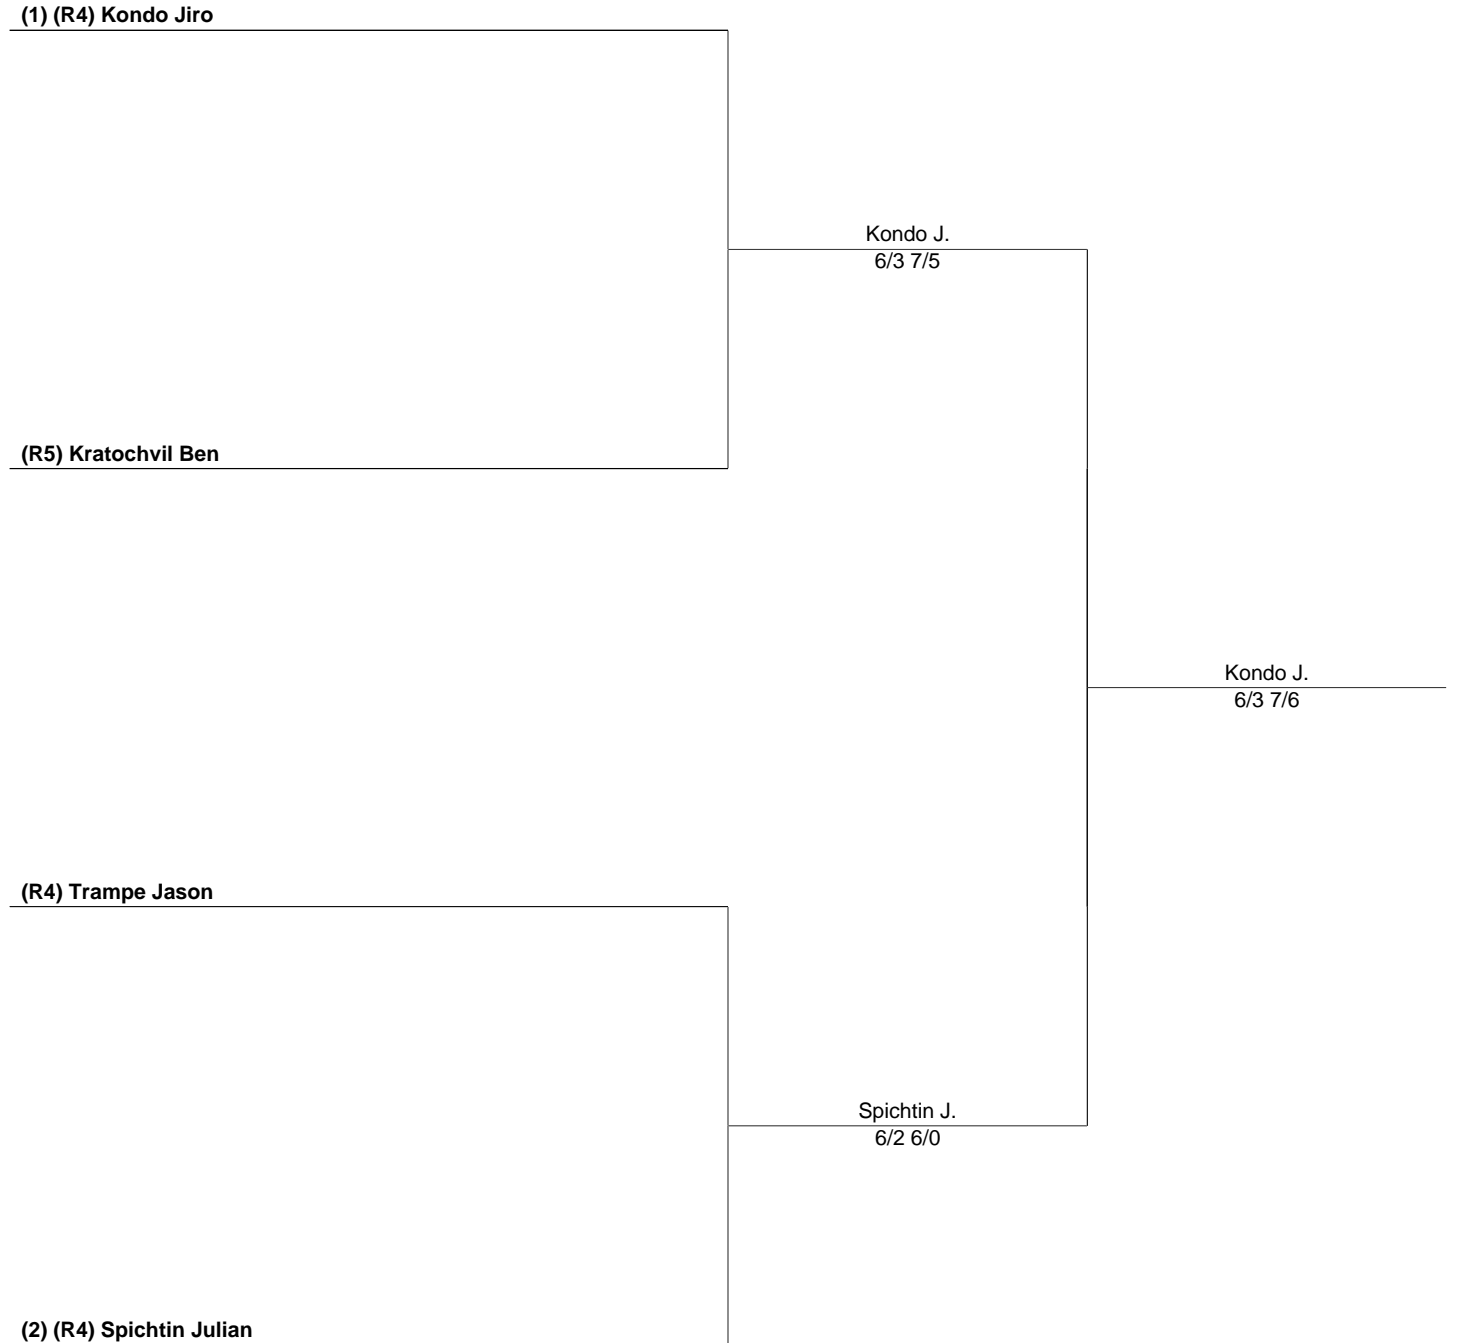 (1) (R4) Kondo Jiro
Kondo J.
6/3 7/5
(R5) Kratochvil Ben
Kondo J.
6/3 7/6
(R4) Trampe Jason
Spichtin J.
6/2 6/0
(2) (R4) Spichtin Julian